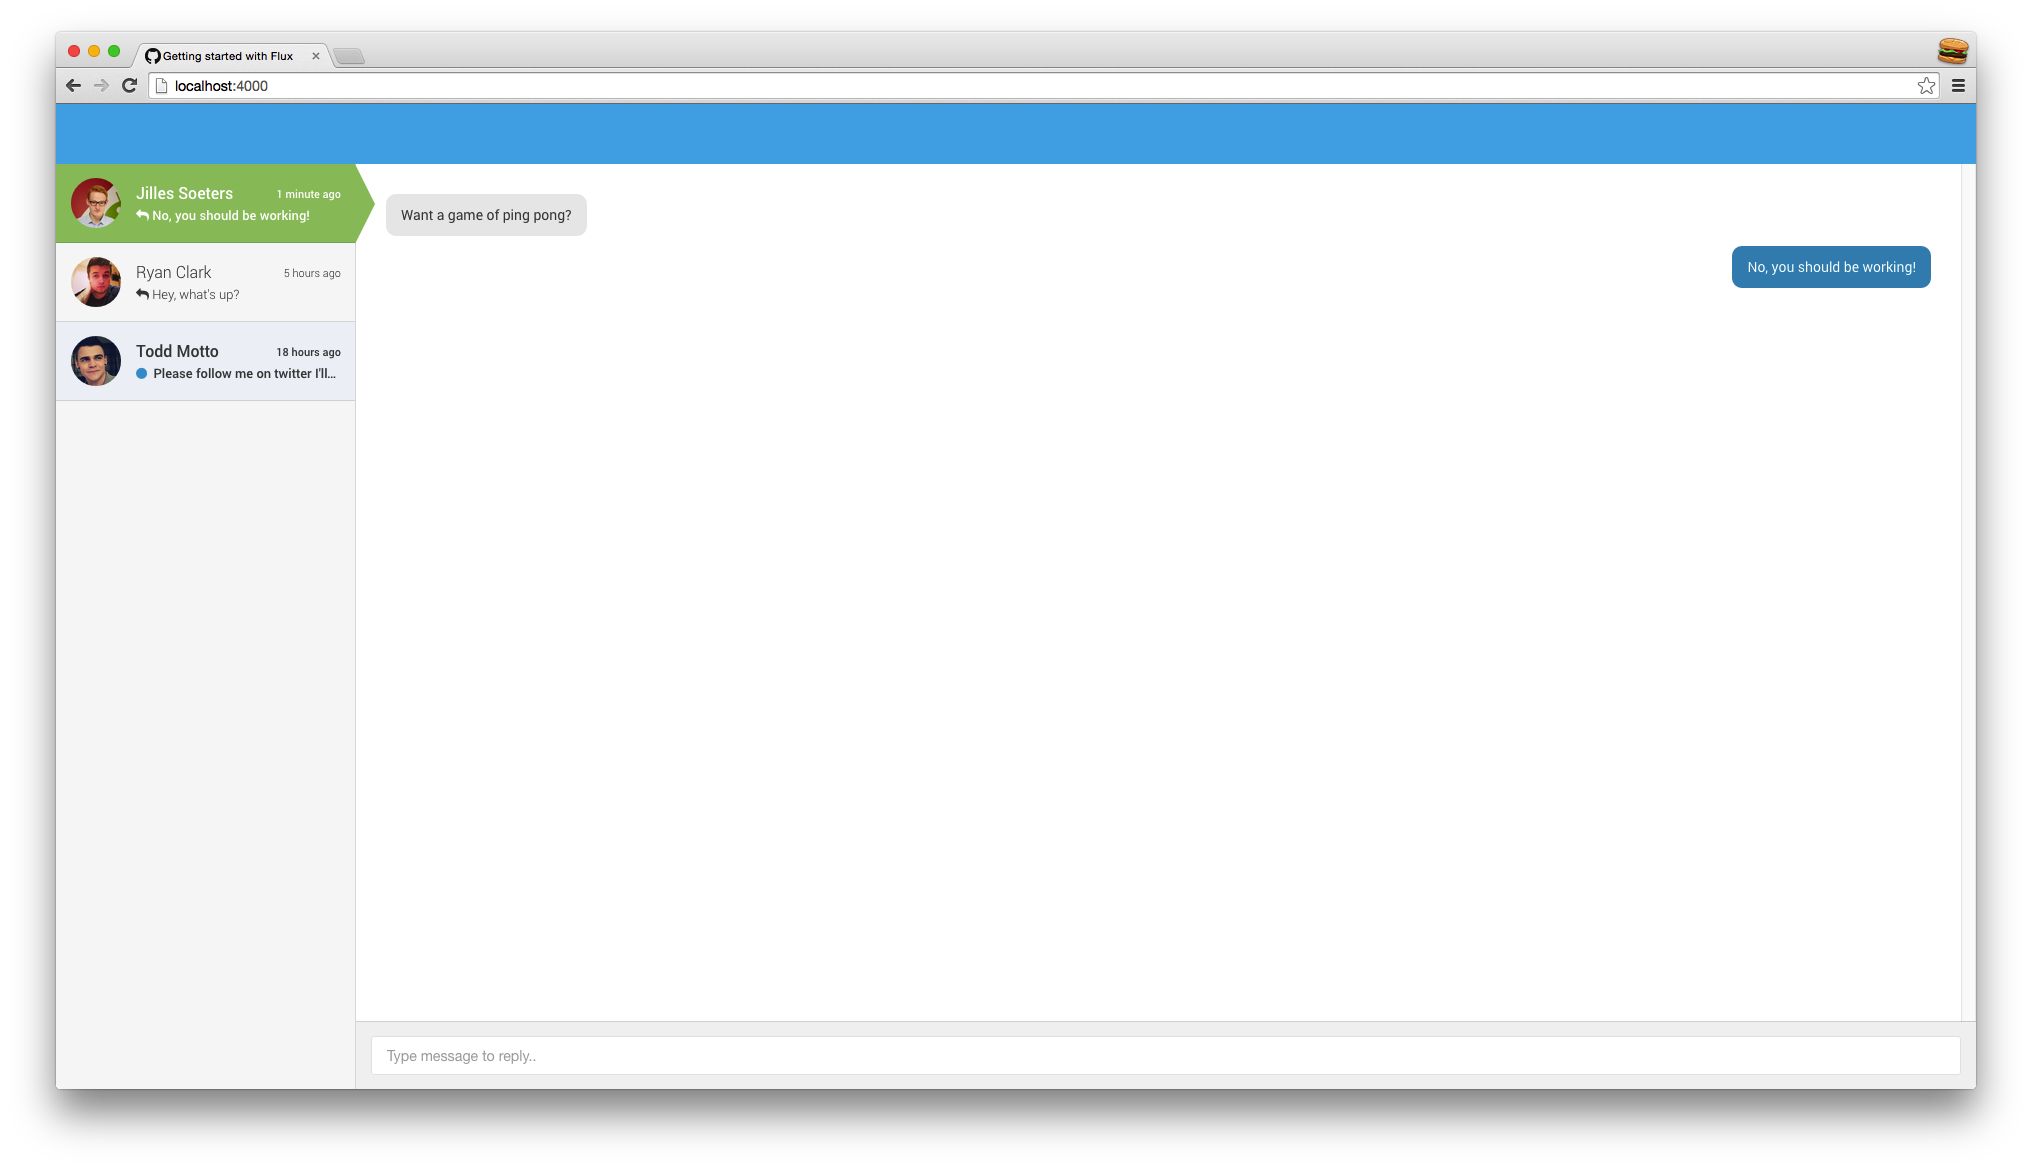 Getting started with Flux
localhost:4000
Jilles Soeters
1 minute ago
No, you should be working!
Ryan Clark
5 hours ago
Hey, what's up?
Todd Motto
18 hours ago
Please follow me on twitter I'll...
Want a game of ping pong?
No, you should be working!
Type message to reply..